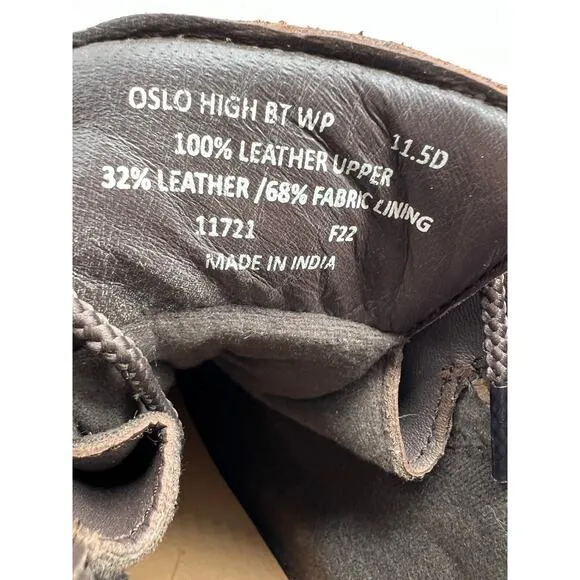 OSLO HIGH BT WP 11.5D
100% LEATHER UPPER
32% LEATHER /68% FABRIC LINING
11721 F22
MADE IN INDIA